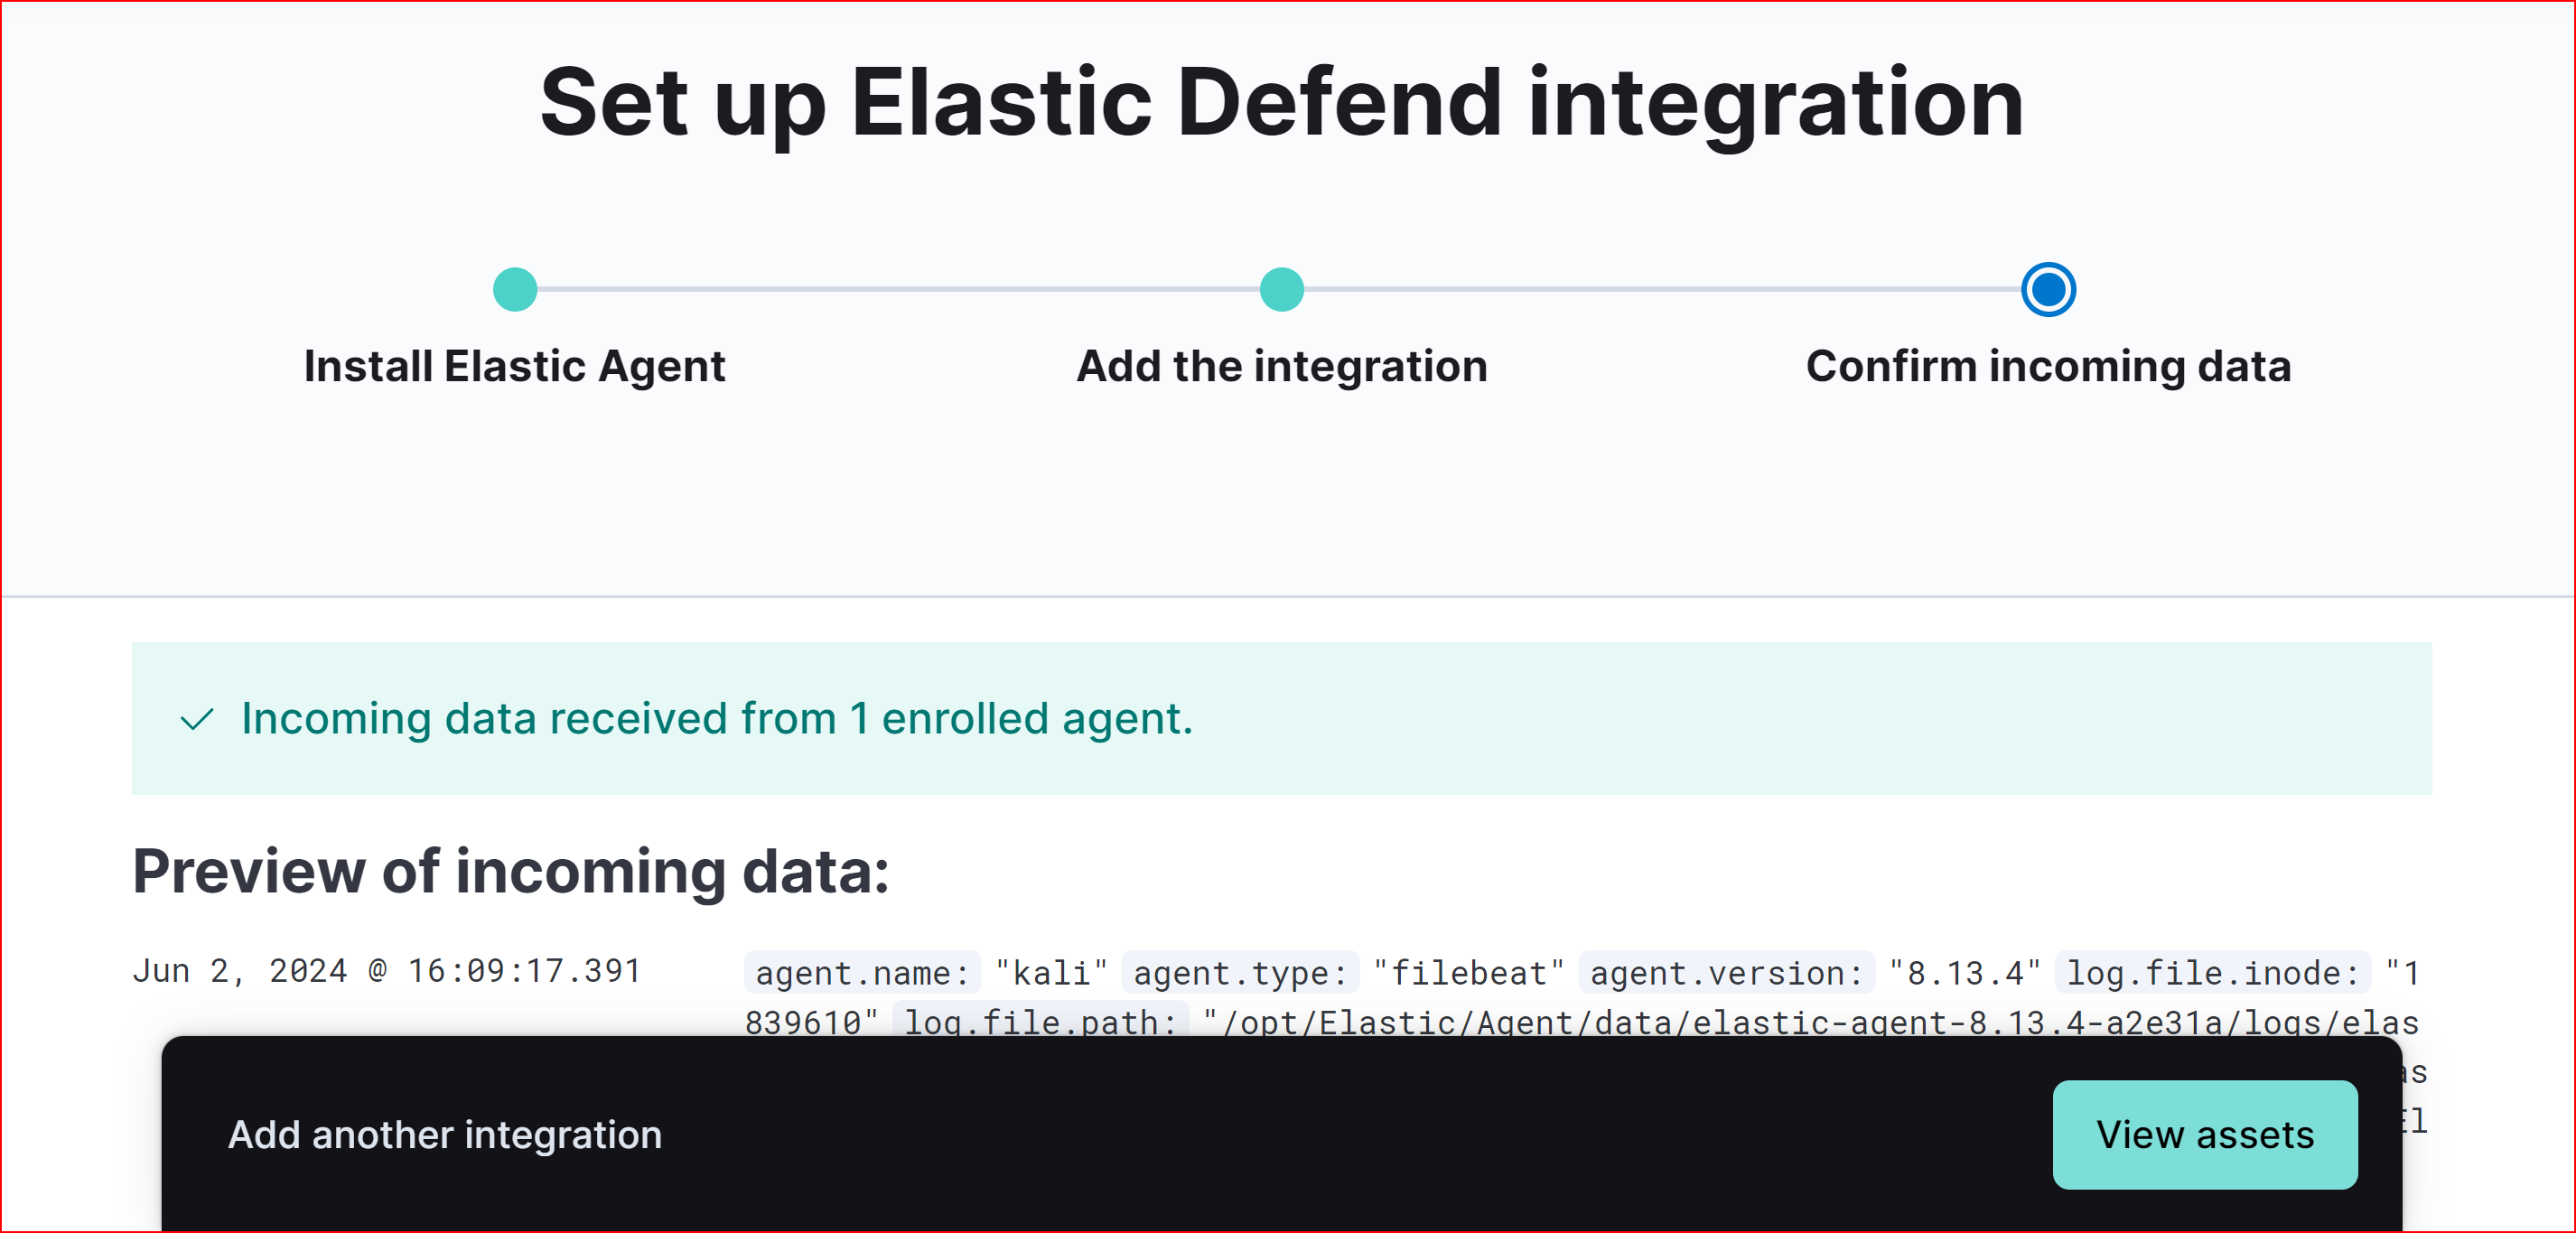 Set up Elastic Defend integration
Install Elastic Agent
Add the integration
Confirm incoming data
Incoming data received from 1 enrolled agent.
Preview of incoming data:
Jun 2, 2024 @ 16:09:17.391
agent.name: "kali" agent.type: "filebeat" agent.version: "8.13.4" log.file.inode: "1
839610" log.file.path: "/opt/Elastic/Agent/data/elastic-agent-8.13.4-a2e31a/logs/elas
Add another integration
View assets